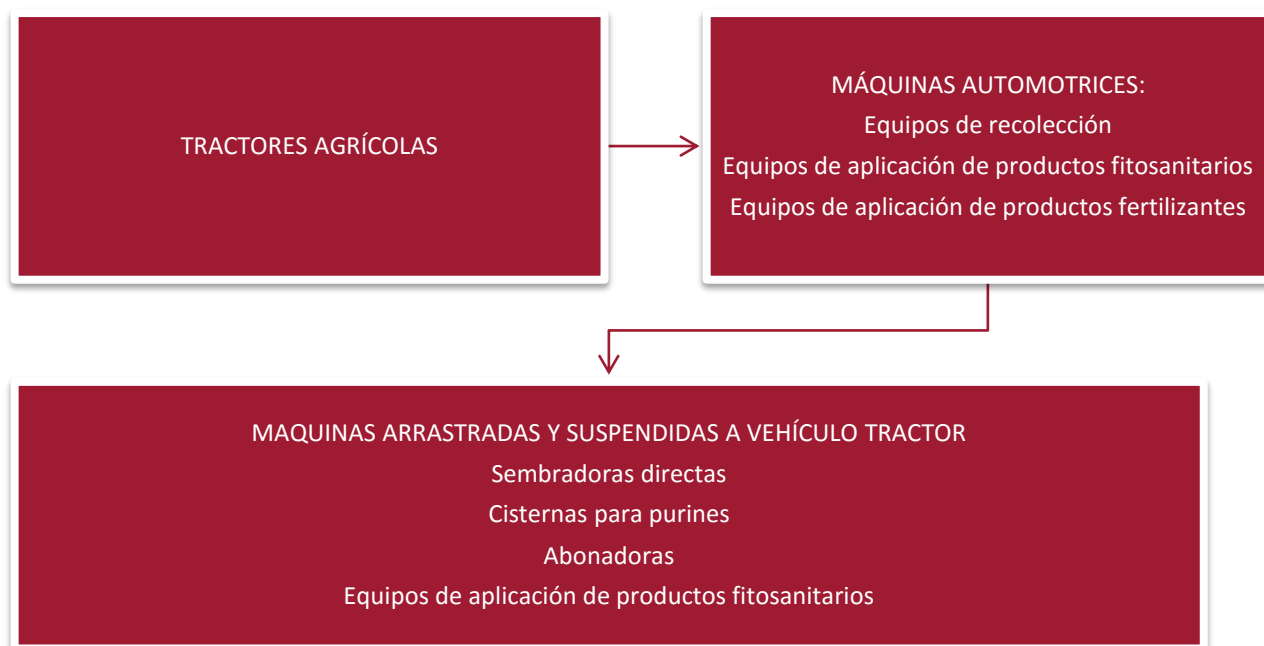 TRACTORES AGRÍCOLAS
MÁQUINAS AUTOMOTRICES:
Equipos de recolección
Equipos de aplicación de productos fitosanitarios
Equipos de aplicación de productos fertilizantes
MAQUINAS ARRASTRADAS Y SUSPENDIDAS A VEHÍCULO TRACTOR
Sembradoras directas
Cisternas para purines
Abonadoras
Equipos de aplicación de productos fitosanitarios